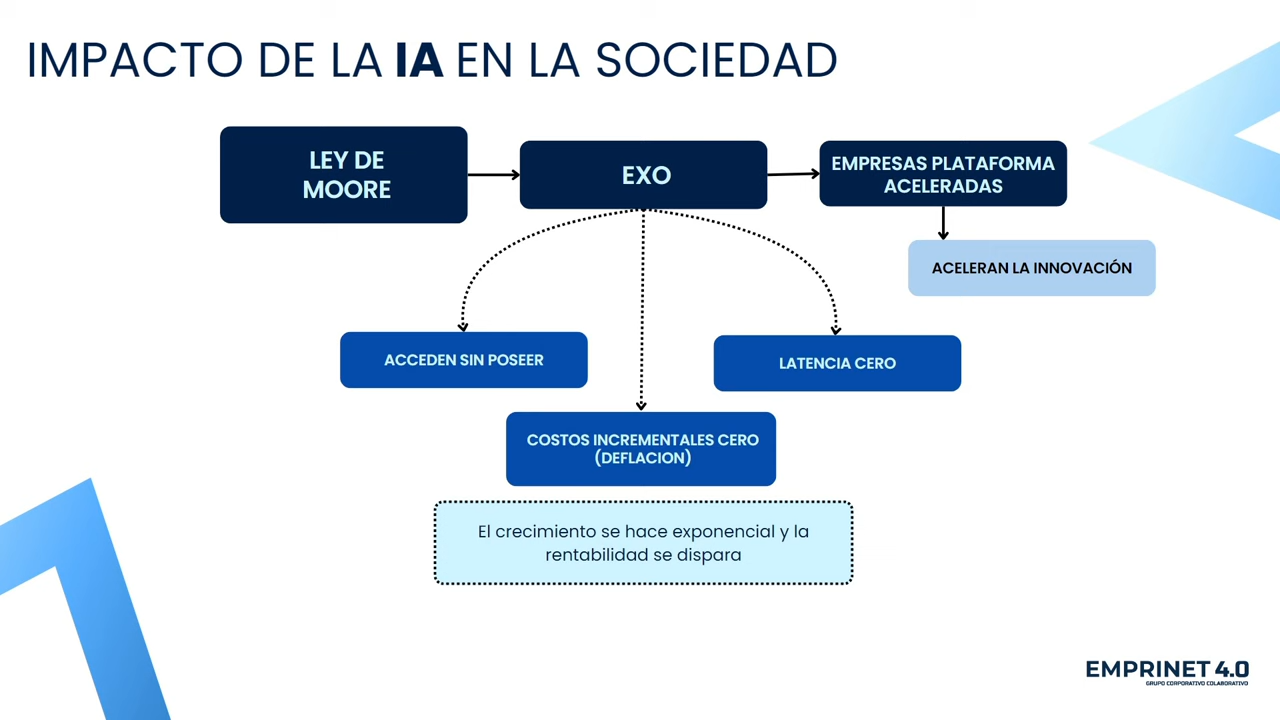 IMPACTO DE LA IA EN LA SOCIEDAD
LEY DE
MOORE
EXO
EMPRESAS PLATAFORMA
ACELERADAS
ACELERAN LA INNOVACIÓN
ACCEDEN SIN POSEER
LATENCIA CERO
COSTOS INCREMENTALES CERO
(DEFLACION)
El crecimiento se hace exponencial y la
rentabilidad se dispara
EMPRINET 4.0
GRUPO CORPORATIVO COLABORATIVO